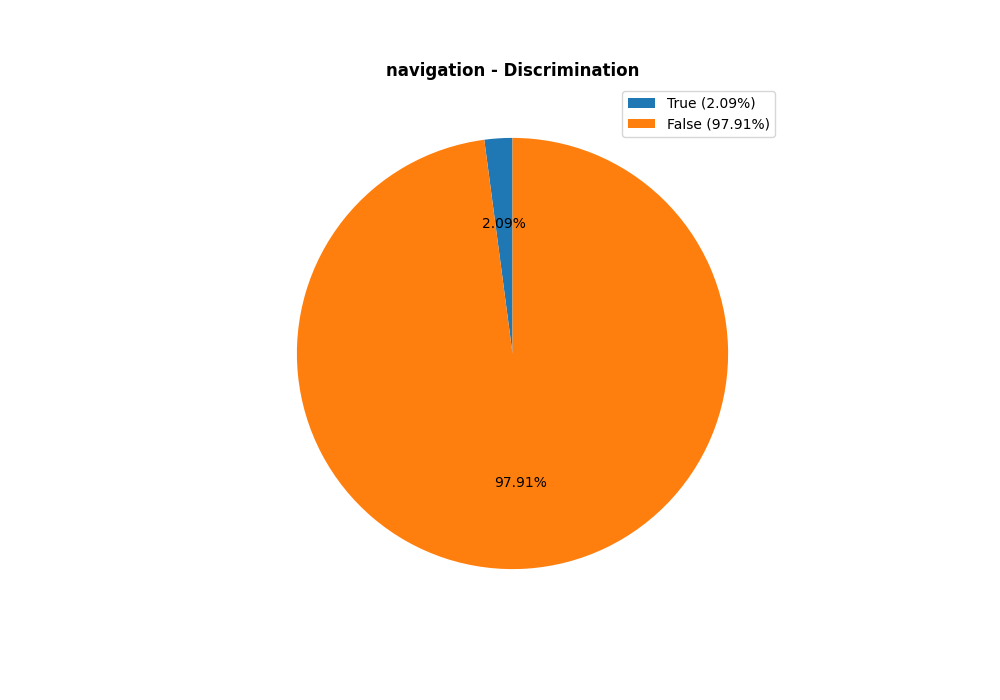 navigation - Discrimination
True (2.09%)
False (97.91%)
2.09%
97.91%